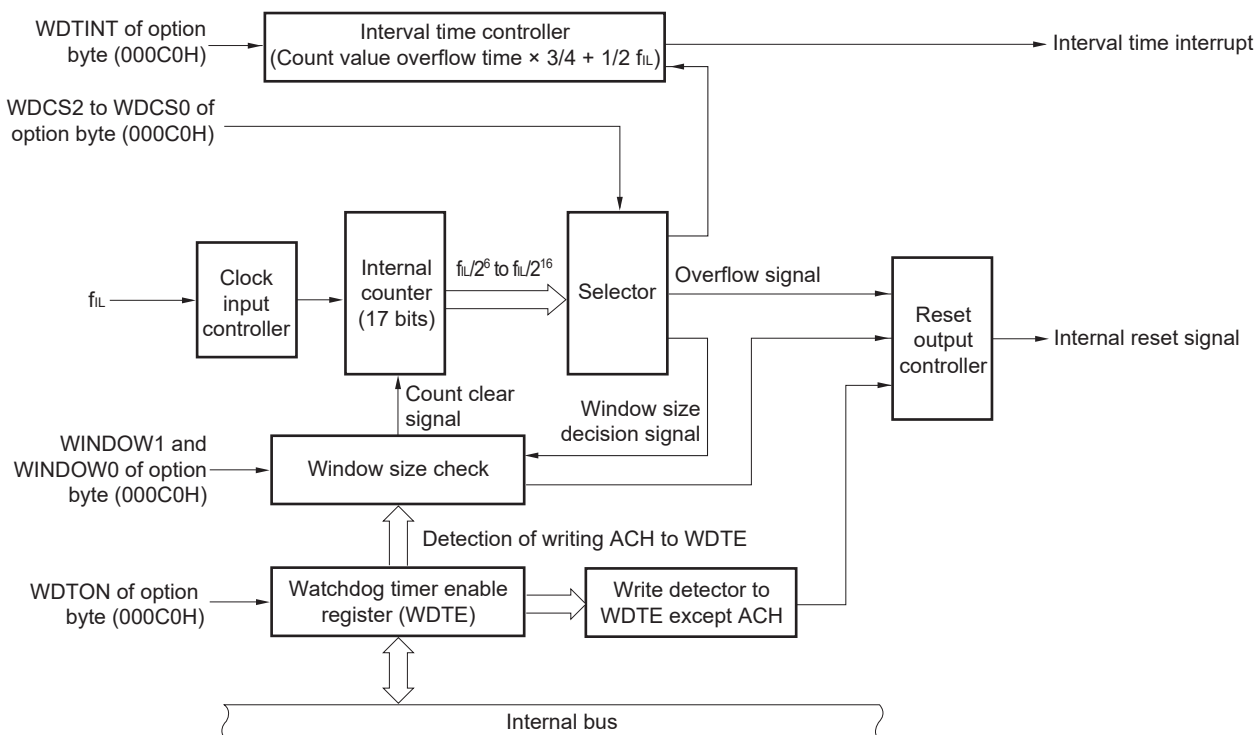 WDTINT of option
byte (000C0H)
Interval time controller
(Count value overflow time × 3/4 + 1/2 fIL)
Interval time interrupt
WDCS2 to WDCS0 of
option byte (000C0H)
fIL
Clock
input
controller
Internal
counter
(17 bits)
fIL/2⁶ to fIL/2¹⁶
Selector
Overflow signal
Reset
output
controller
Internal reset signal
Count clear
signal
Window size
decision signal
WINDOW1 and
WINDOW0 of option
byte (000C0H)
Window size check
Detection of writing ACH to WDTE
WDTON of option
byte (000C0H)
Watchdog timer enable
register (WDTE)
Write detector to
WDTE except ACH
Internal bus